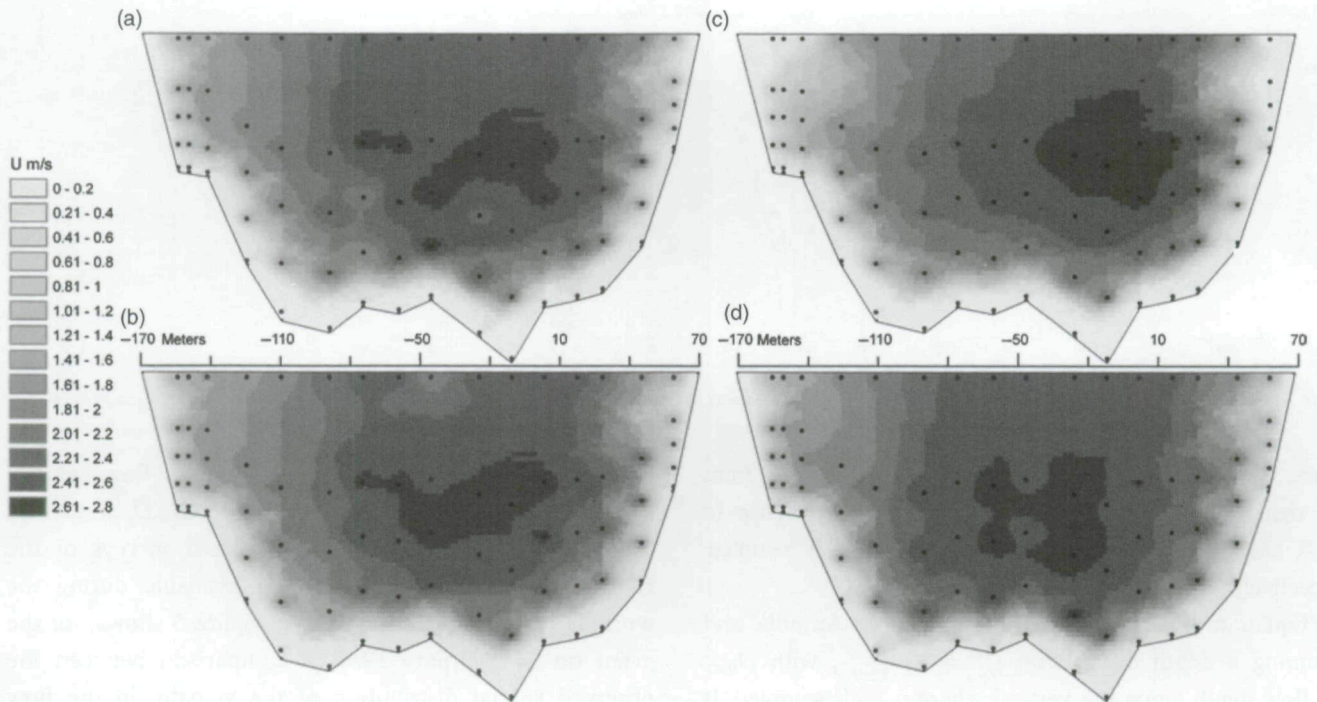 (a)
(c)
U m/s
0 - 0.2
0.21 - 0.4
0.41 - 0.6
0.61 - 0.8
0.81 - 1
1.01 - 1.2
1.21 - 1.4
1.41 - 1.6
1.61 - 1.8
1.81 - 2
2.01 - 2.2
2.21 - 2.4
2.41 - 2.6
2.61 - 2.8
(b)
(d)
-170 Meters -110 -50 10 70
-170 Meters -110 -50 10 70